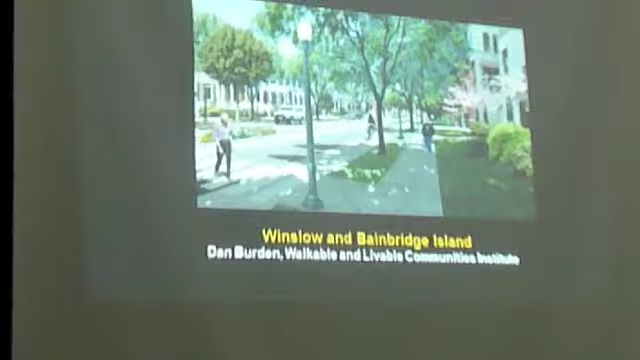 Winslow and Bainbridge Island
Dan Burden, Walkable and Livable Communities Institute